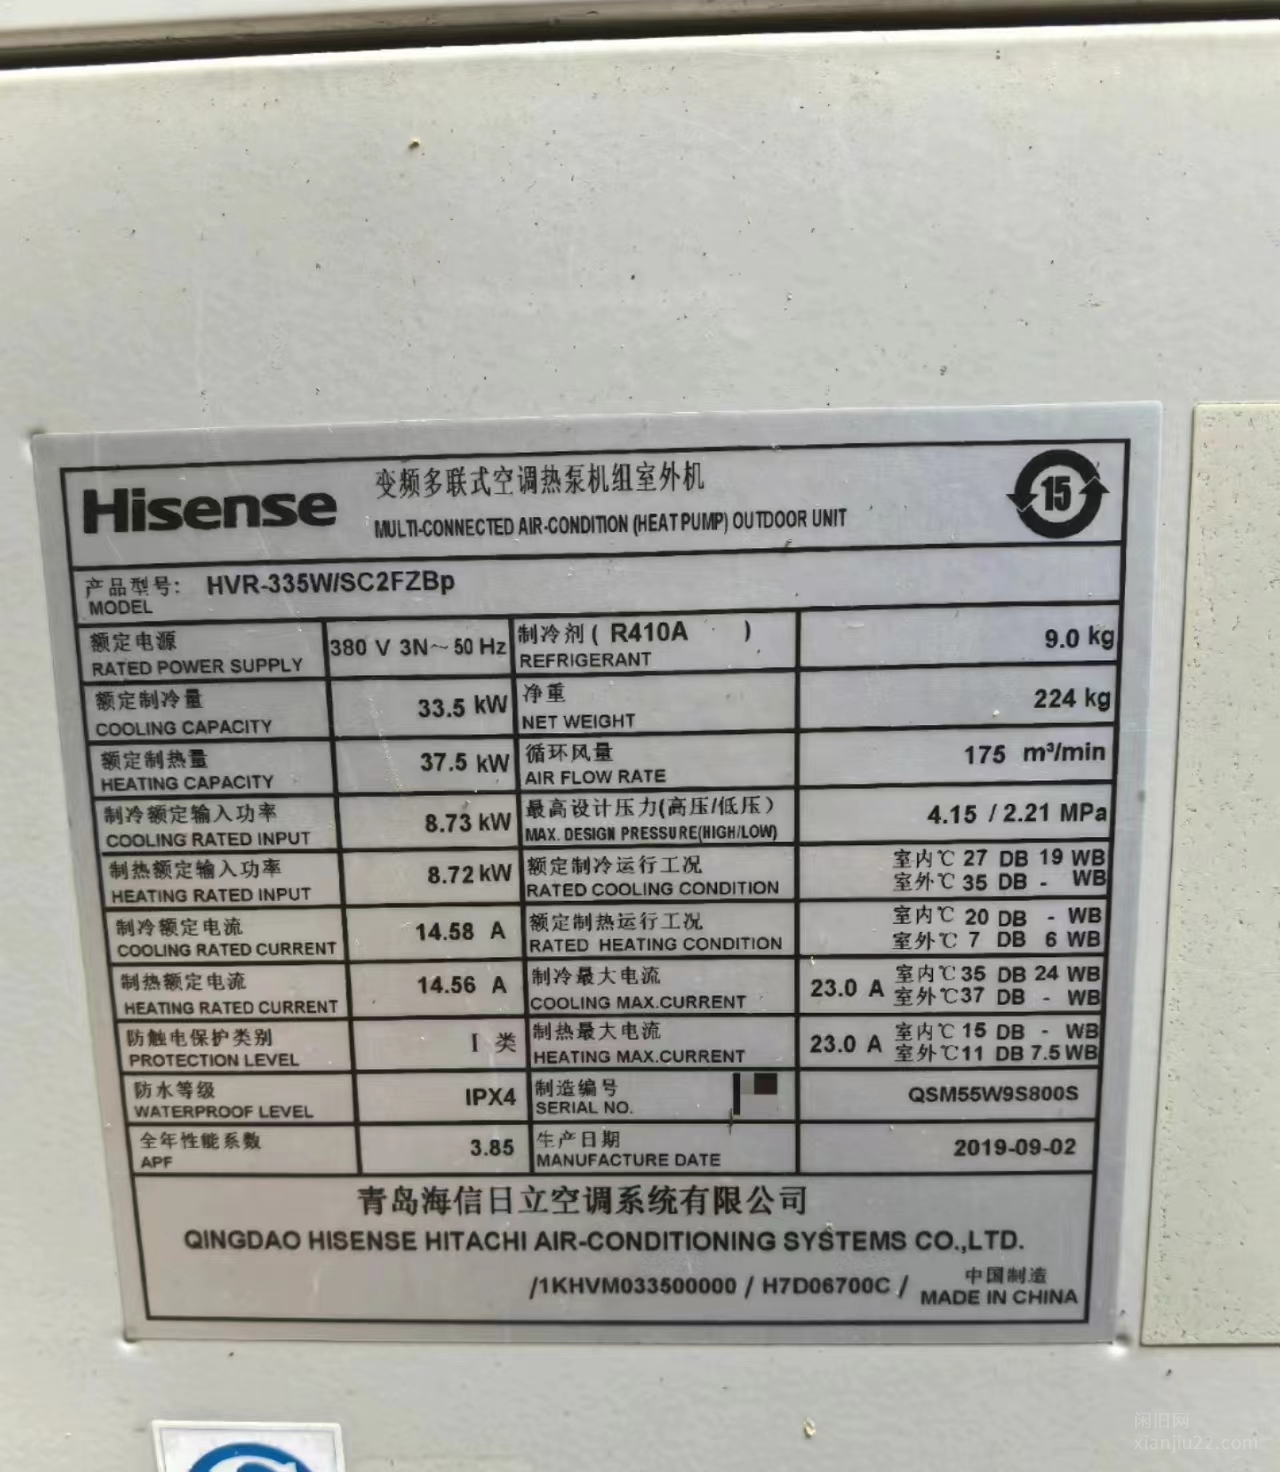 Hisense
变频多联式空调热泵机组室外机
MULTI-CONNECTED AIR-CONDITION (HEAT PUMP) OUTDOOR UNIT
15
产品型号: HVR-335W/SC2FZBp
MODEL
额定电源 380 V 3N~ 50 Hz 制冷剂 ( R410A ) 9.0 kg
RATED POWER SUPPLY REFRIGERANT
额定制冷量 33.5 kW 净重 224 kg
COOLING CAPACITY NET WEIGHT
额定制热量 37.5 kW 循环风量 175 m³/min
HEATING CAPACITY AIR FLOW RATE
制冷额定输入功率 8.73 kW 最高设计压力(高压/低压) 4.15 / 2.21 MPa
COOLING RATED INPUT MAX. DESIGN PRESSURE(HIGH/LOW)
制热额定输入功率 8.72 kW 额定制冷运行工况 室内℃ 27 DB 19 WB
HEATING RATED INPUT RATED COOLING CONDITION 室外℃ 35 DB - WB
制冷额定电流 14.58 A 额定制热运行工况 室内℃ 20 DB - WB
COOLING RATED CURRENT RATED HEATING CONDITION 室外℃ 7 DB 6 WB
制热额定电流 14.56 A 制冷最大电流 23.0 A 室内℃35 DB 24 WB
HEATING RATED CURRENT COOLING MAX.CURRENT 室外℃37 DB - WB
防触电保护类别 I 类 制热最大电流 23.0 A 室内℃ 15 DB - WB
PROTECTION LEVEL HEATING MAX.CURRENT 室外℃11 DB 7.5 WB
防水等级 IPX4 制造编号 QSM55W9S800S
WATERPROOF LEVEL SERIAL NO.
全年性能系数 3.85 生产日期 2019-09-02
APF MANUFACTURE DATE
青岛海信日立空调系统有限公司
QINGDAO HISENSE HITACHI AIR-CONDITIONING SYSTEMS CO.,LTD.
/1KHVM033500000 / H7D06700C / 中国制造
MADE IN CHINA
闲旧网
xianjiu22.com